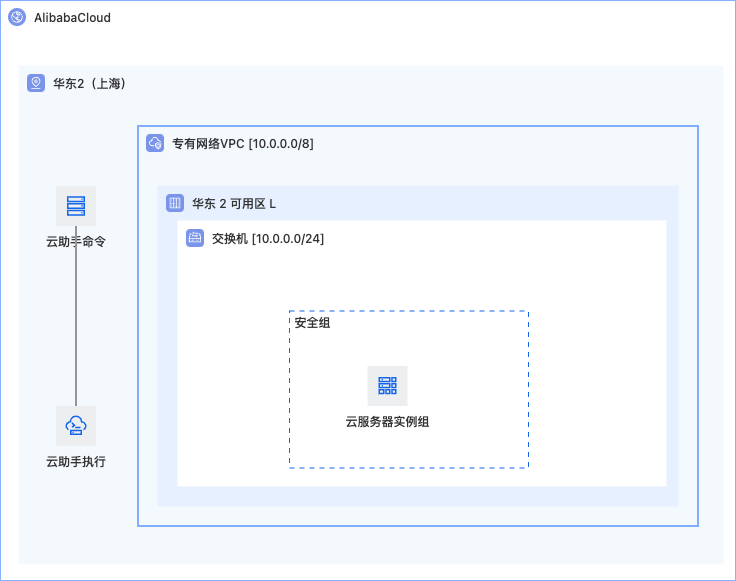 AlibabaCloud
华东2（上海）
专有网络VPC [10.0.0.0/8]
华东 2 可用区 L
云助手命令
交换机 [10.0.0.0/24]
安全组
云服务器实例组
云助手执行